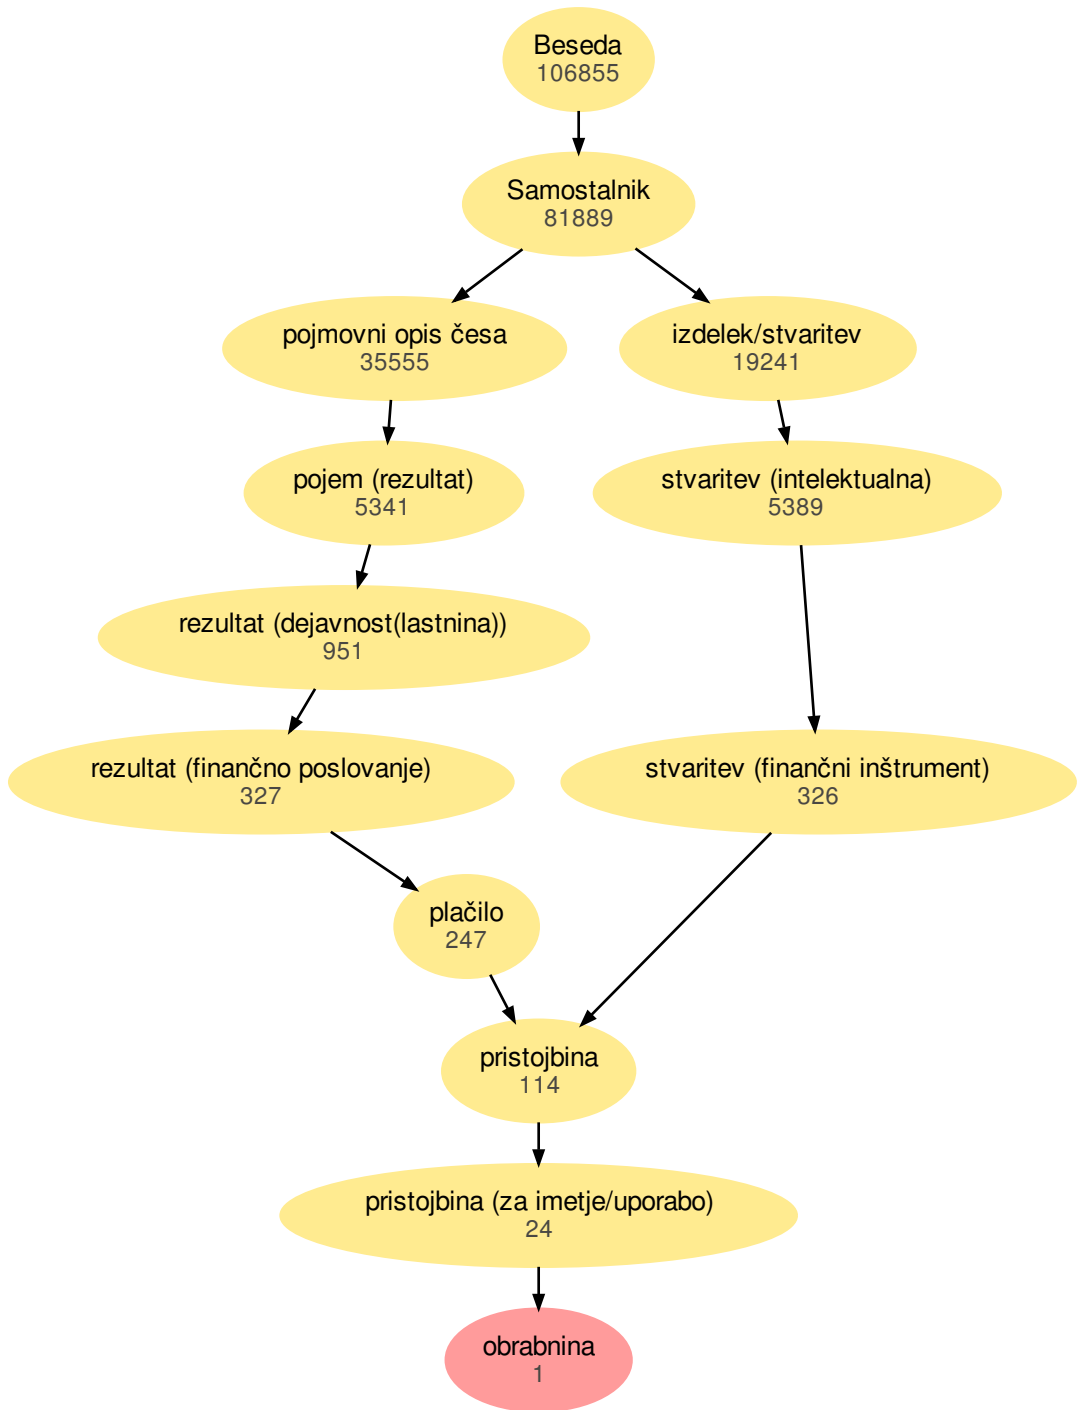 Beseda
106855
Samostalnik
81889
pojmovni opis česa
35555
izdelek/stvaritev
19241
pojem (rezultat)
5341
stvaritev (intelektualna)
5389
rezultat (dejavnost(lastnina))
951
rezultat (finančno poslovanje)
327
stvaritev (finančni inštrument)
326
plačilo
247
pristojbina
114
pristojbina (za imetje/uporabo)
24
obrabnina
1